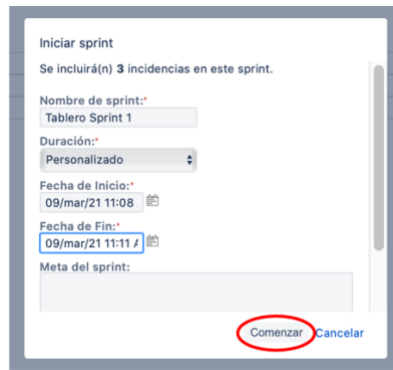 Iniciar sprint
Se incluirá(n) 3 incidencias en este sprint.
Nombre de sprint:*
Tablero Sprint 1
Duración:*
Personalizado
Fecha de Inicio:*
09/mar/21 11:08
Fecha de Fin:*
09/mar/21 11:11
Meta del sprint:
Comenzar Cancelar